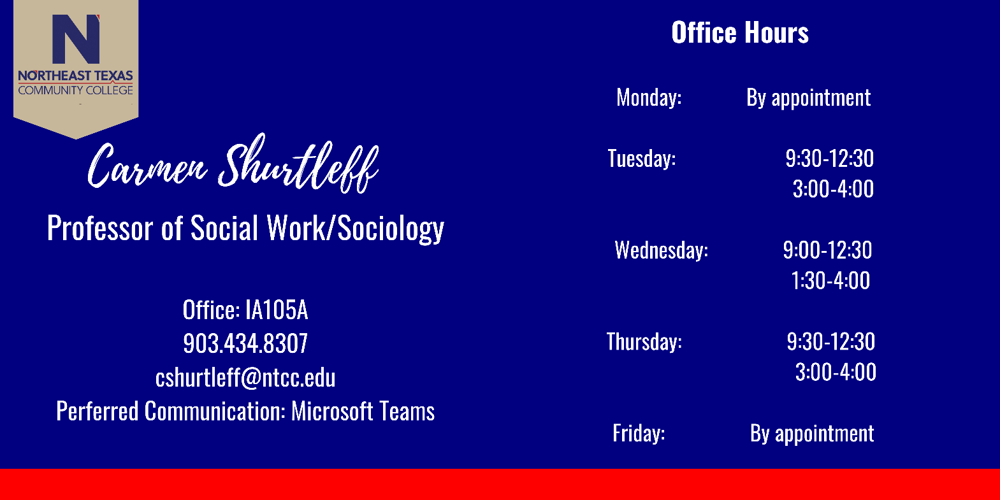 N
NORTHEAST TEXAS
COMMUNITY COLLEGE
Carmen Shurtleff
Professor of Social Work/Sociology
Office: IA105A
903.434.8307
cshurtleff@ntcc.edu
Perferred Communication: Microsoft Teams
Office Hours
Monday: By appointment
Tuesday: 9:30-12:30
3:00-4:00
Wednesday: 9:00-12:30
1:30-4:00
Thursday: 9:30-12:30
3:00-4:00
Friday: By appointment